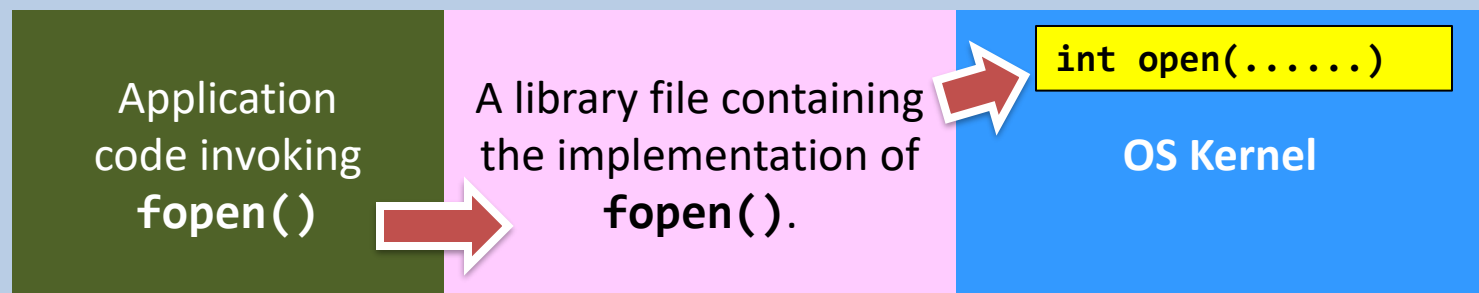 Application
code invoking
fopen()
A library file containing
the implementation of
fopen().
int open(......)
OS Kernel